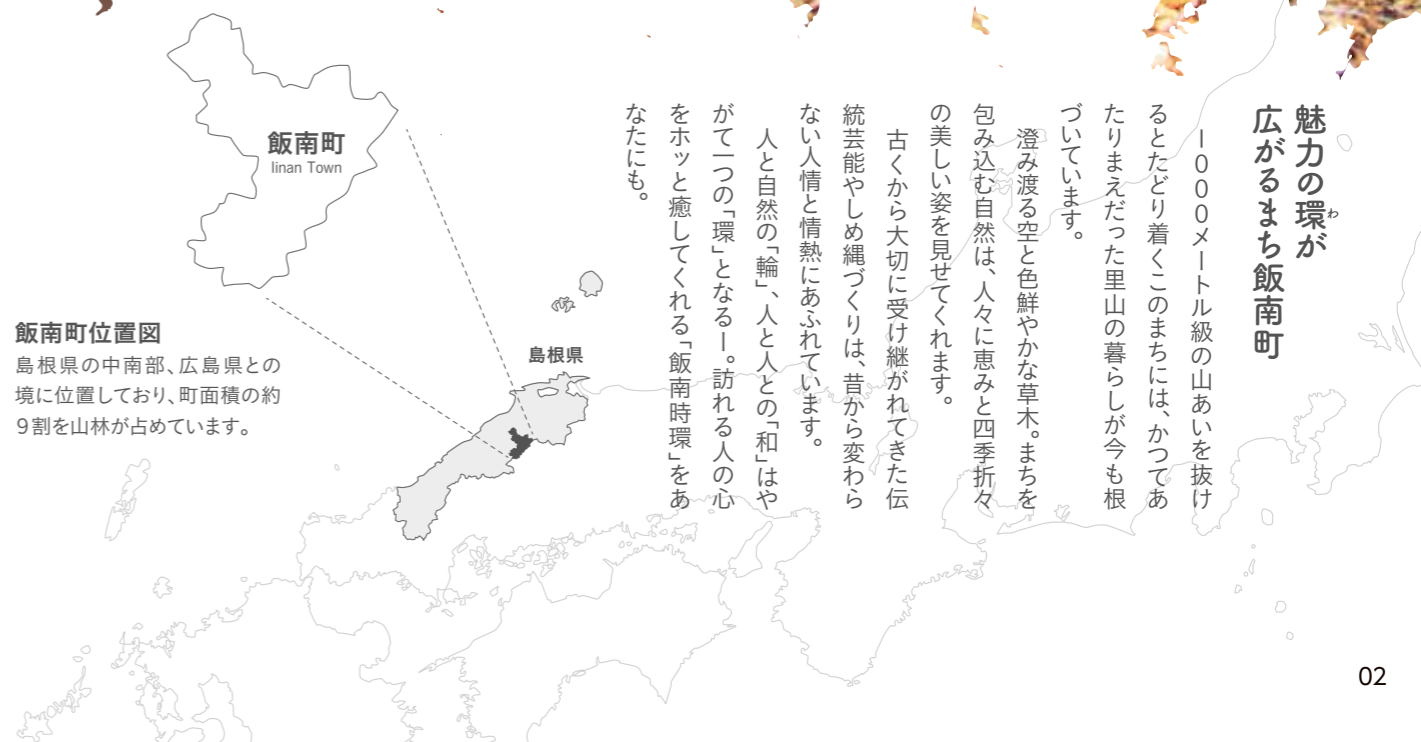 魅力の環が
わ
広がるまち飯南町
1000メートル級の山あいを抜け
るとたどり着くこのまちには、かつてあ
たりまえだった里山の暮らしが今も根
づいています。
澄み渡る空と色鮮やかな草木。まちを
包み込む自然は、人々に恵みと四季折々
の美しい姿を見せてくれます。
古くから大切に受け継がれてきた伝
統芸能やしめ縄づくりは、昔から変わら
ない人情と情熱にあふれています。
人と自然の「輪」、人と人との「和」はや
がて一つの「環」となるー。訪れる人の心
をホッと癒してくれる「飯南時環」をあ
なたにも。
飯南町
Iinan Town
島根県
飯南町位置図
島根県の中南部、広島県との
境に位置しており、町面積の約
9割を山林が占めています。
02